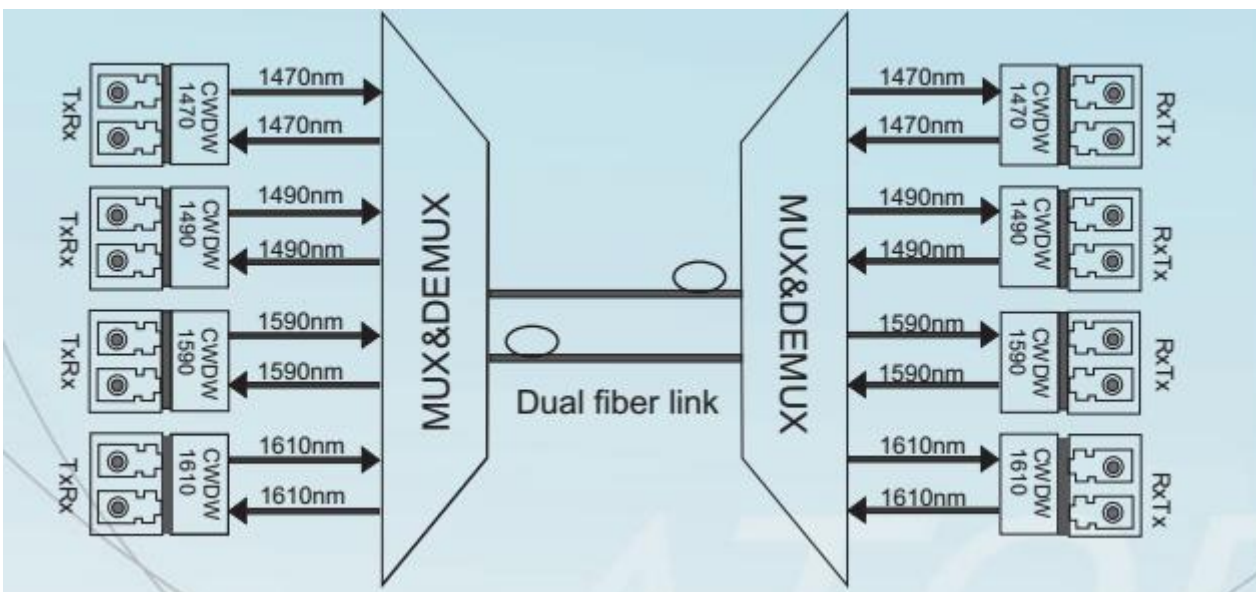 TxRx
CWDW
1470
1470nm
1470nm
TxRx
CWDW
1490
1490nm
1490nm
TxRx
CWDW
1590
1590nm
1590nm
TxRx
CWDW
1610
1610nm
1610nm
MUX&DEMUX
Dual fiber link
MUX&DEMUX
1470nm
1470nm
CWDW
1470
RxTx
1490nm
1490nm
CWDW
1490
RxTx
1590nm
1590nm
CWDW
1590
RxTx
1610nm
1610nm
CWDW
1610
RxTx